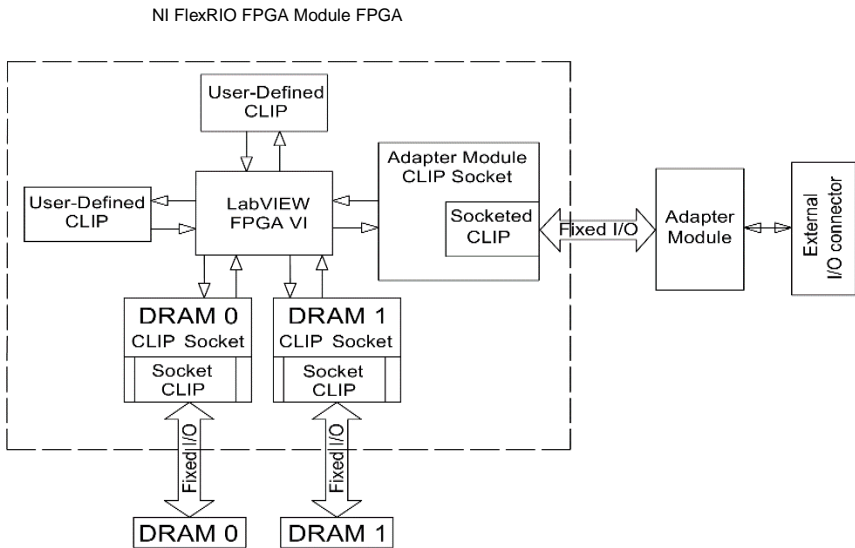 NI FlexRIO FPGA Module FPGA
User-Defined
CLIP
User-Defined
CLIP
LabVIEW
FPGA VI
Adapter Module
CLIP Socket
Socketed
CLIP
Fixed I/O
Adapter
Module
External
I/O connector
DRAM 0
CLIP Socket
Socket
CLIP
DRAM 1
CLIP Socket
Socket
CLIP
Fixed I/O
Fixed I/O
DRAM 0
DRAM 1